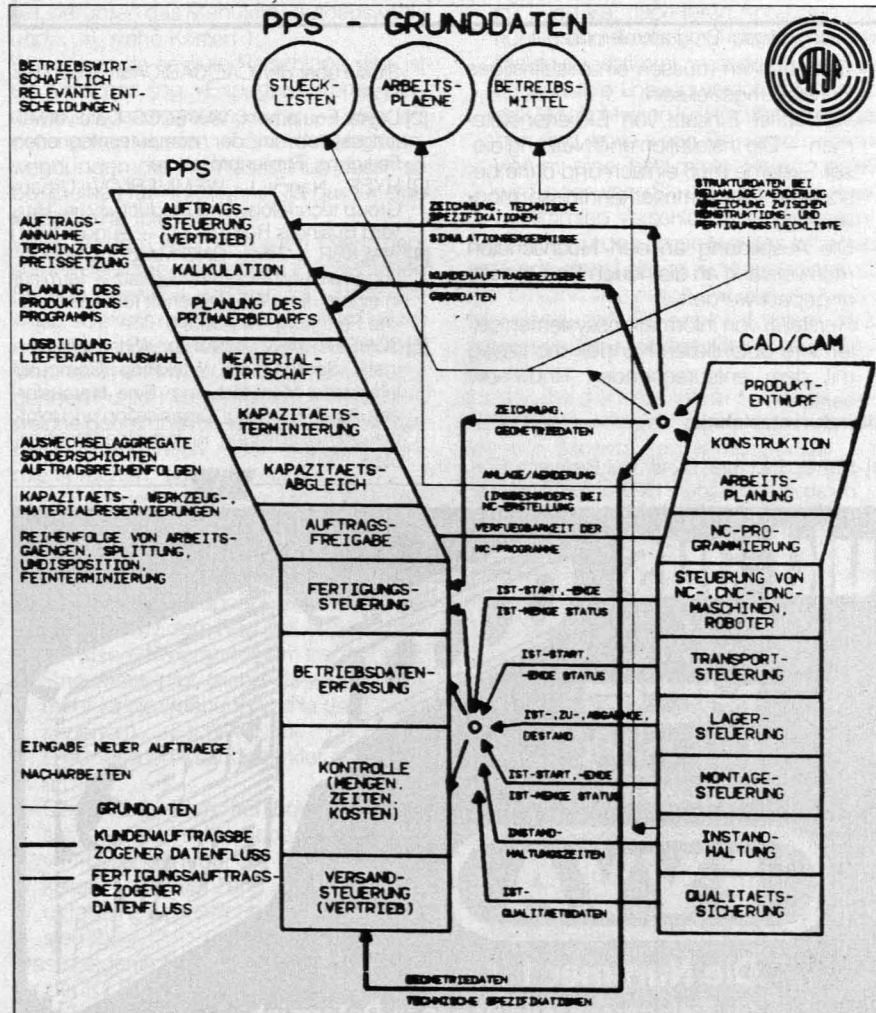 PPS - GRUNDDATEN
BETRIEBSWIRT-
SCHAFTLICH
RELEVANTE ENT-
SCHEIDUNGEN
STUECK-
LISTEN
ARBEITS-
PLAENE
BETRIEBS-
MITTEL
STRUKTURDATEN BEI
NEUANLAGE/AENDERUNG
ABWEICHUNG ZWISCHEN
KONSTRUKTIONS- UND
FERTIGUNGSSTUECKLISTE
PPS
AUFTRAGS-
ANNAHME
TERMINZUSAGE
PREISSETZUNG
PLANUNG DES
PRODUKTIONS-
PROGRAMMS
LOSBILDUNG
LIEFERANTENAUSWAHL
AUSWECHSELAGGREGATE
SONDERSCHICHTEN
AUFTRAGSREIHENFOLGEN
KAPAZITAETS-, WERKZEUG-,
MATERIALRESERVIERUNGEN
REIHENFOLGE VON ARBEITS-
GAENGEN, SPLITTUNG,
UMDISPOSITION,
FEINTERMINIERUNG
EINGABE NEUER AUFTRAEGE,
NACHARBEITEN
GRUNDDATEN
KUNDENAUFTRAGSBE
ZOGENER DATENFLUSS
FERTIGUNGSAUFTRAGS-
BEZOGENER
DATENFLUSS
AUFTRAGS-
STEUERUNG
(VERTRIEB)
KALKULATION
PLANUNG DES
PRIMAERBEDARFS
MEATERIAL-
WIRTSCHAFT
KAPAZITAETS-
TERMINIERUNG
KAPAZITAETS-
ABGLEICH
AUFTRAGS-
FREIGABE
FERTIGUNGS-
STEUERUNG
BETRIEBSDATEN-
ERFASSUNG
KONTROLLE
(MENGEN,
ZEITEN,
KOSTEN)
VERSAND-
STEUERUNG
(VERTRIEB)
ZEICHNUNG,
SPEZIFIKATIONEN
SIMULATIONSERGEBNISSE
KUNDENAUFTRAGSBEZOGENE
ZEICHNUNG,
GEOMETRIEDATEN
ANLAGE/AENDERUNG
(INSBESONDERS BEI
NC-ERSTELLUNG
VERFUEGBARKEIT DER
NC-PROGRAMME
IST-START,-ENDE
IST-MENGE STATUS
IST-START,
-ENDE STATUS
IST-,ZU-,ABGAENGE,
IST-START,-ENDE
IST-MENGE STATUS
INSTAND-
HALTUNGSZEITEN
IST-
QUALITAETSDATEN
GEOMETRIEDATEN
TECHNISCHE SPEZIFIKATIONEN
CAD/CAM
PRODUKT-
ENTWURF
KONSTRUKTION
ARBEITS-
PLANUNG
NC-PRO-
GRAMMIERUNG
STEUERUNG VON
NC-,CNC-,DNC-
MASCHINEN,
ROBOTER
TRANSPORT-
STEUERUNG
LAGER-
STEUERUNG
MONTAGE-
STEUERUNG
INSTAND-
HALTUNG
QUALITAETS-
SICHERUNG